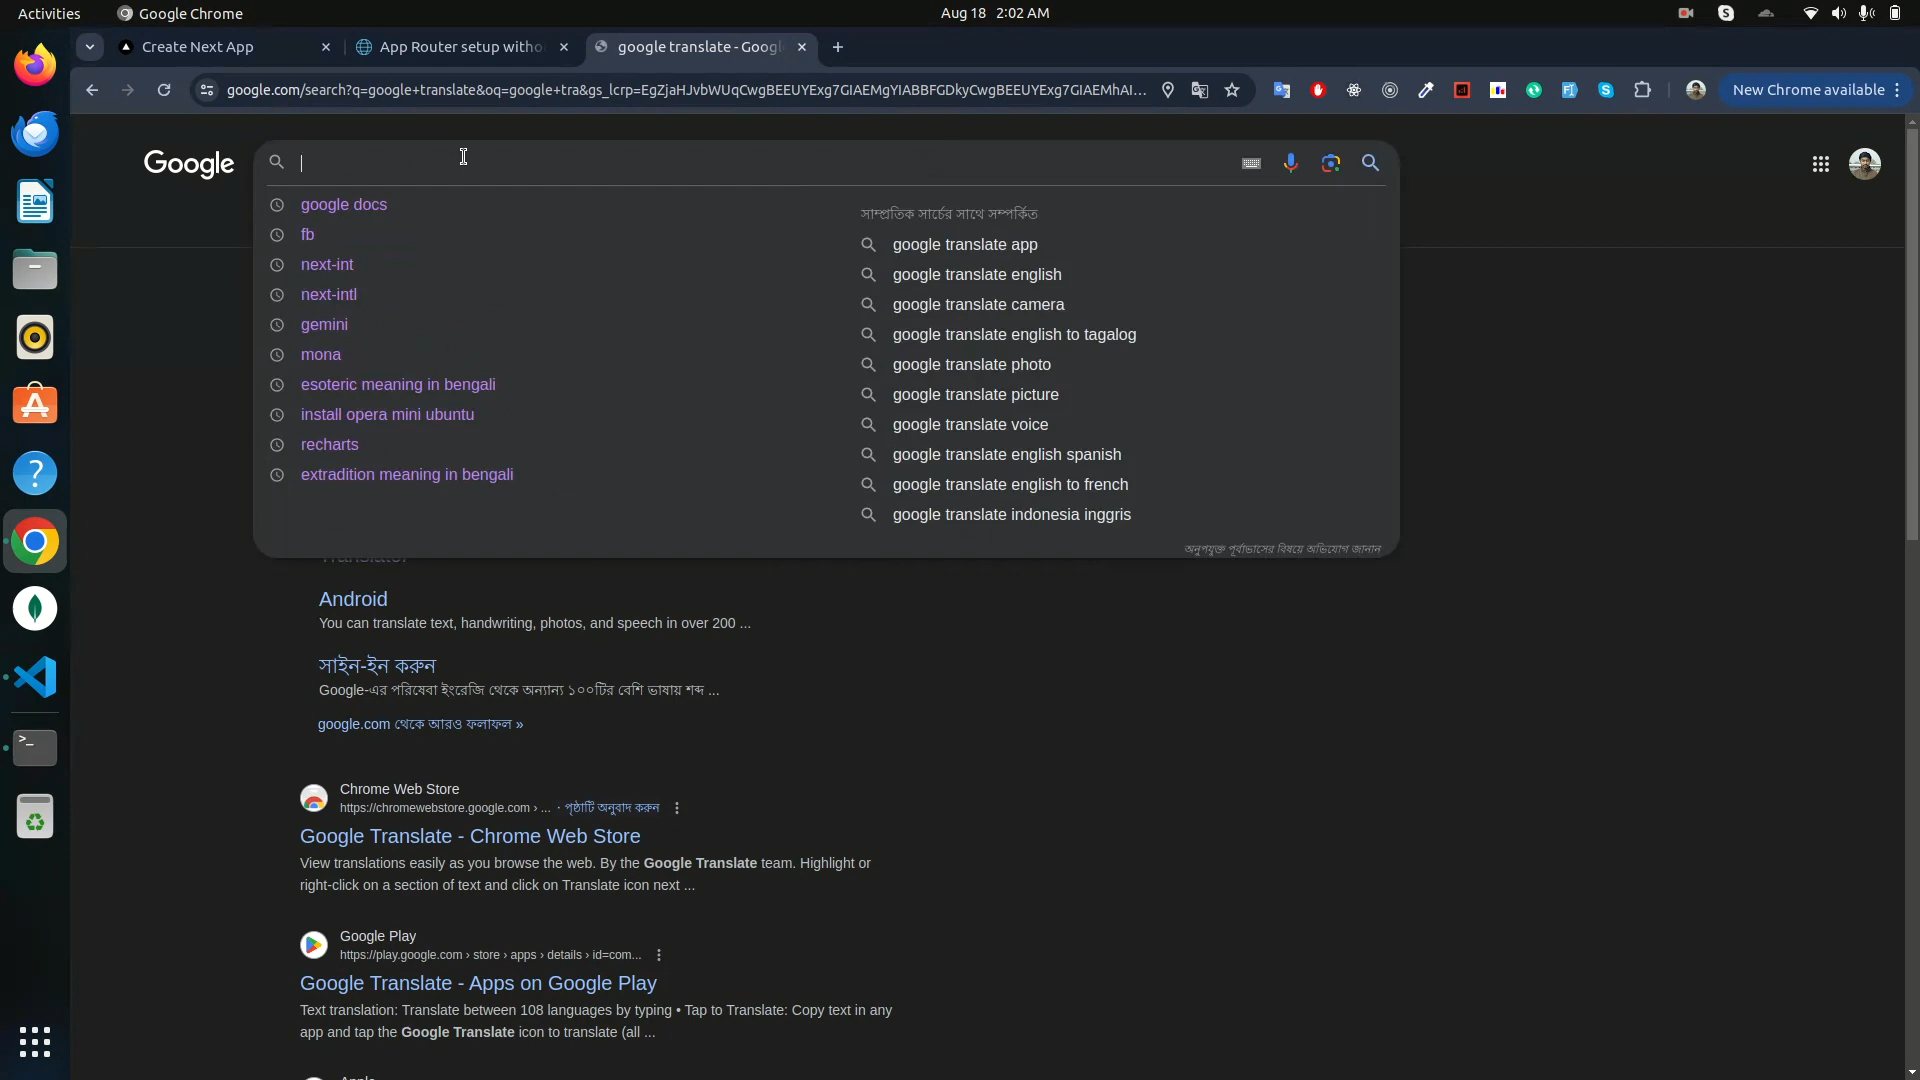 Activities
Google Chrome
Aug 18 2:02 AM
Create Next App
App Router setup witho
google translate - Googl
google.com/search?q=google+translate&oq=google+tra&gs_lcrp=EgZjaHJvbWUqCwgBEEUYExg7GIAEMgYIABBFGDkyCwgBEEUYExg7GIAEMhAI...
New Chrome available
Google
google docs
fb
next-int
next-intl
gemini
mona
esoteric meaning in bengali
install opera mini ubuntu
recharts
extradition meaning in bengali
সাম্প্রতিক সার্চের সাথে সম্পর্কিত
google translate app
google translate english
google translate camera
google translate english to tagalog
google translate photo
google translate picture
google translate voice
google translate english spanish
google translate english to french
google translate indonesia inggris
অনুপযুক্ত পূর্বাভাসের বিষয়ে অভিযোগ জানান
Android
You can translate text, handwriting, photos, and speech in over 200 ...
সাইন-ইন করুন
Google-এর পরিষেবা ইংরেজি থেকে অন্যান্য ১০০টির বেশি ভাষায় শব্দ ...
google.com থেকে আরও ফলাফল »
Chrome Web Store
https://chromewebstore.google.com › ... · পৃষ্ঠাটি অনুবাদ করুন
Google Translate - Chrome Web Store
View translations easily as you browse the web. By the Google Translate team. Highlight or
right-click on a section of text and click on Translate icon next ...
Google Play
https://play.google.com › store › apps › details › id=com...
Google Translate - Apps on Google Play
Text translation: Translate between 108 languages by typing • Tap to Translate: Copy text in any
app and tap the Google Translate icon to translate (all ...